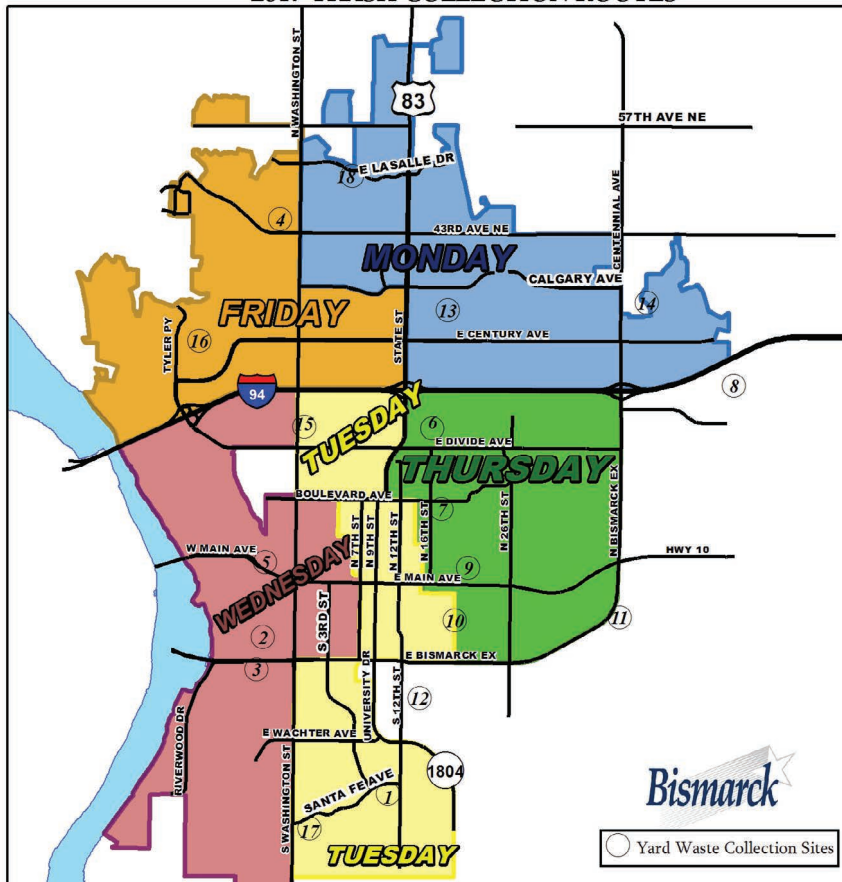 TRASH COLLECTION ROUTES
N WASHINGTON ST
83
57TH AVE NE
E LASALLE DR
18
CENTENNIAL AVE
4
43RD AVE NE
MONDAY
CALGARY AVE
FRIDAY
13
14
TYLER PY
16
STATE ST
E CENTURY AVE
94
8
15
TUESDAY
6
E DIVIDE AVE
THURSDAY
BOULEVARD AVE
7
N 7TH ST
N 9TH ST
N 12TH ST
N 16TH ST
N 26TH ST
N BISMARCK EX
W MAIN AVE
5
WEDNESDAY
E MAIN AVE
9
HWY 10
S 3RD ST
2
10
11
3
E BISMARCK EX
UNIVERSITY DR
S 12TH ST
12
RIVERWOOD DR
E WACHTER AVE
1804
S WASHINGTON ST
SANTA FE AVE
1
17
TUESDAY
Bismarck
Yard Waste Collection Sites